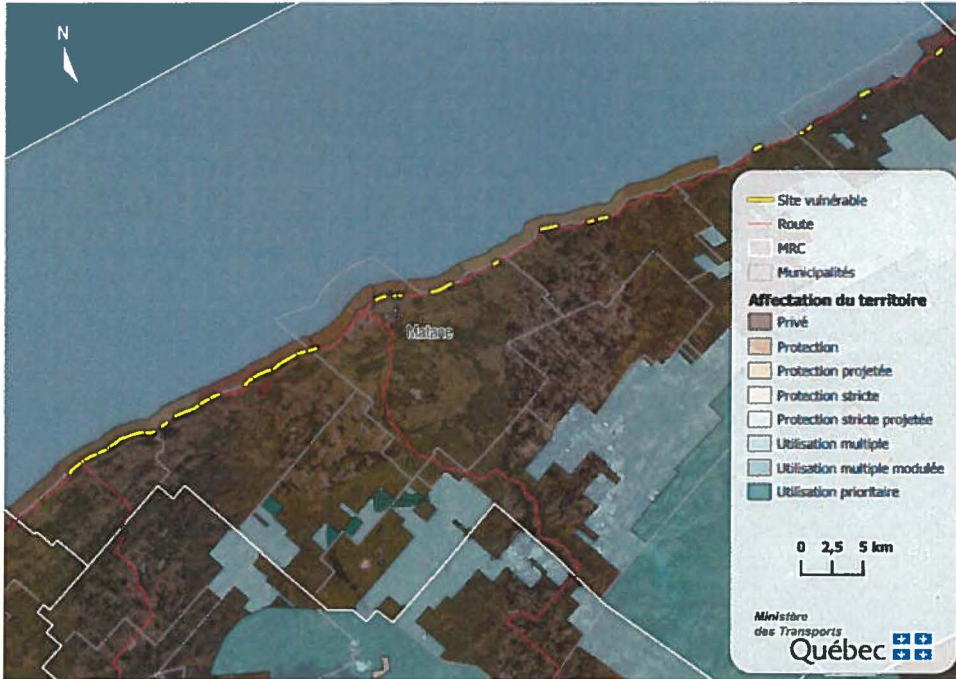 N
Matane
Site vulnérable
Route
MRC
Municipalités
Affectation du territoire
Privé
Protection
Protection projetée
Protection stricte
Protection stricte projetée
Utilisation multiple
Utilisation multiple modulée
Utilisation prioritaire
0 2,5 5 km
Ministère
des Transports
Québec